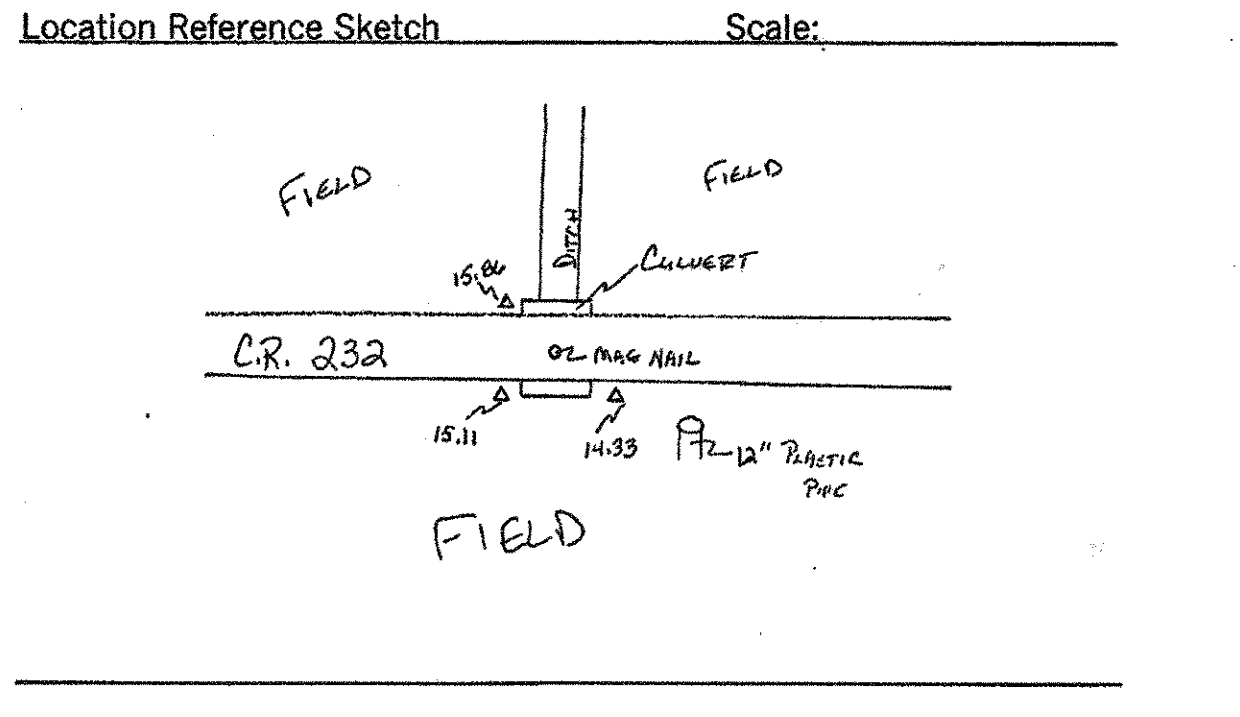 Location Reference Sketch Scale:
FIELD
FIELD
DITCH
CULVERT
15.86
C.R. 232
MAG NAIL
15.11
14.33
12" PLASTIC
PIPE
FIELD